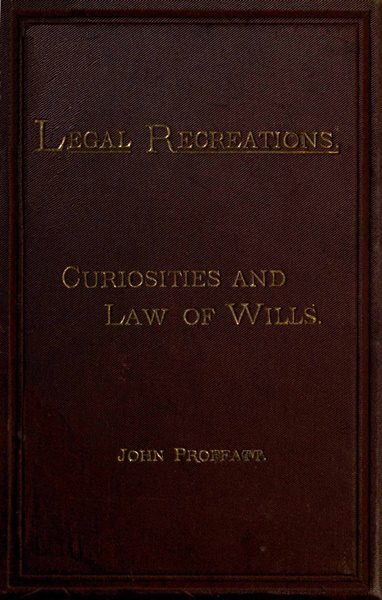 LEGAL RECREATIONS.
CURIOSITIES AND
LAW OF WILLS.
JOHN PROFFATT.